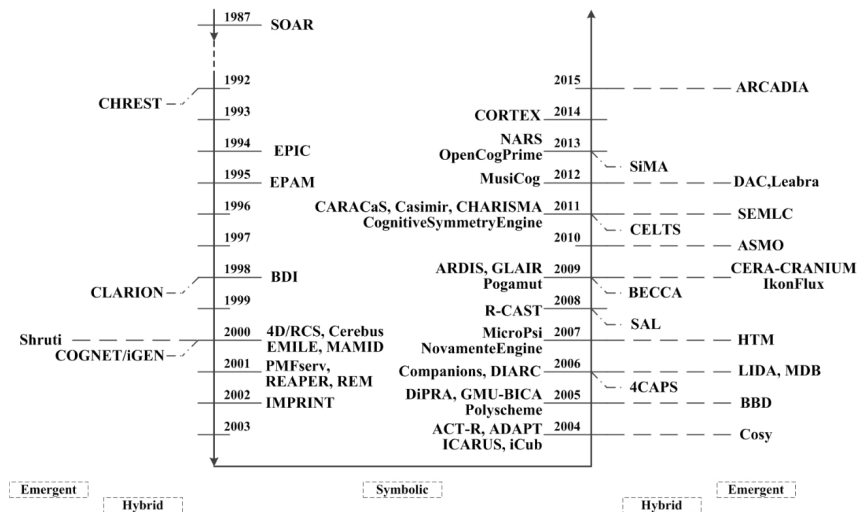 1987
SOAR
1992
CHREST
1993
1994
EPIC
1995
EPAM
1996
1997
1998
BDI
CLARION
1999
2000
4D/RCS, Cerebus
EMILE, MAMID
Shruti
COGNET/iGEN
2001
PMFserv,
REAPER, REM
2002
IMPRINT
2003
2015
ARCADIA
CORTEX
2014
NARS
OpenCogPrime
2013
SiMA
MusiCog
2012
DAC,Leabra
CARACaS, Casimir, CHARISMA
CognitiveSymmetryEngine
2011
SEMLC
CELTS
2010
ASMO
ARDIS, GLAIR
Pogamut
2009
CERA-CRANIUM
IkonFlux
BECCA
R-CAST
2008
SAL
MicroPsi
NovamenteEngine
2007
HTM
Companions, DIARC
2006
LIDA, MDB
4CAPS
DiPRA, GMU-BICA
Polyscheme
2005
BBD
ACT-R, ADAPT
ICARUS, iCub
2004
Cosy
Emergent
Hybrid
Symbolic
Hybrid
Emergent